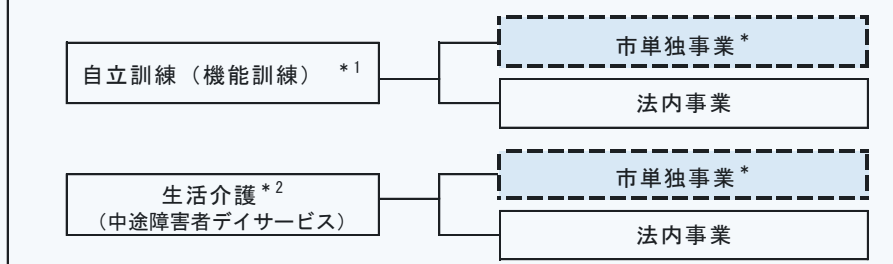 自立訓練（機能訓練） *1
市単独事業*
法内事業
生活介護*2
（中途障害者デイサービス）
市単独事業*
法内事業